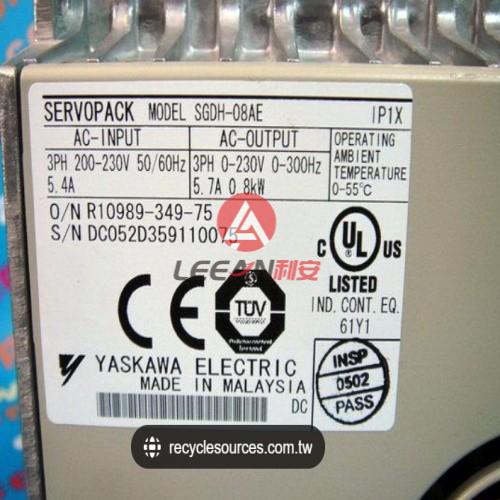 SERVOPACK MODEL SGDH-08AE IP1X
AC-INPUT AC-OUTPUT OPERATING
AMBIENT
TEMPERATURE
0-55℃
3PH 200-230V 50/60Hz 3PH 0-230V 0-300Hz
5.4A 5.7A 0.8kW
O/N R10989-349-75
S/N DC052D359110075
LEEAN利安
C UL US
LISTED
IND. CONT. EQ.
61Y1
CE
TÜV
YASKAWA ELECTRIC
MADE IN MALAYSIA
DC
INSP
0502
PASS
recyclesources.com.tw